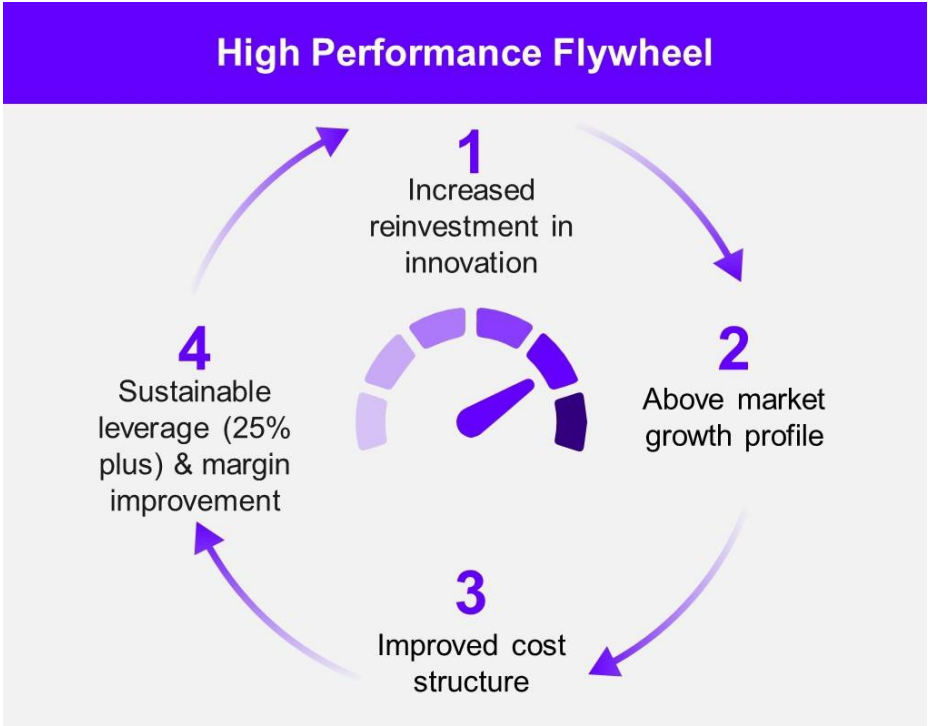 High Performance Flywheel
1
Increased
reinvestment in
innovation
2
Above market
growth profile
3
Improved cost
structure
4
Sustainable
leverage (25%
plus) & margin
improvement